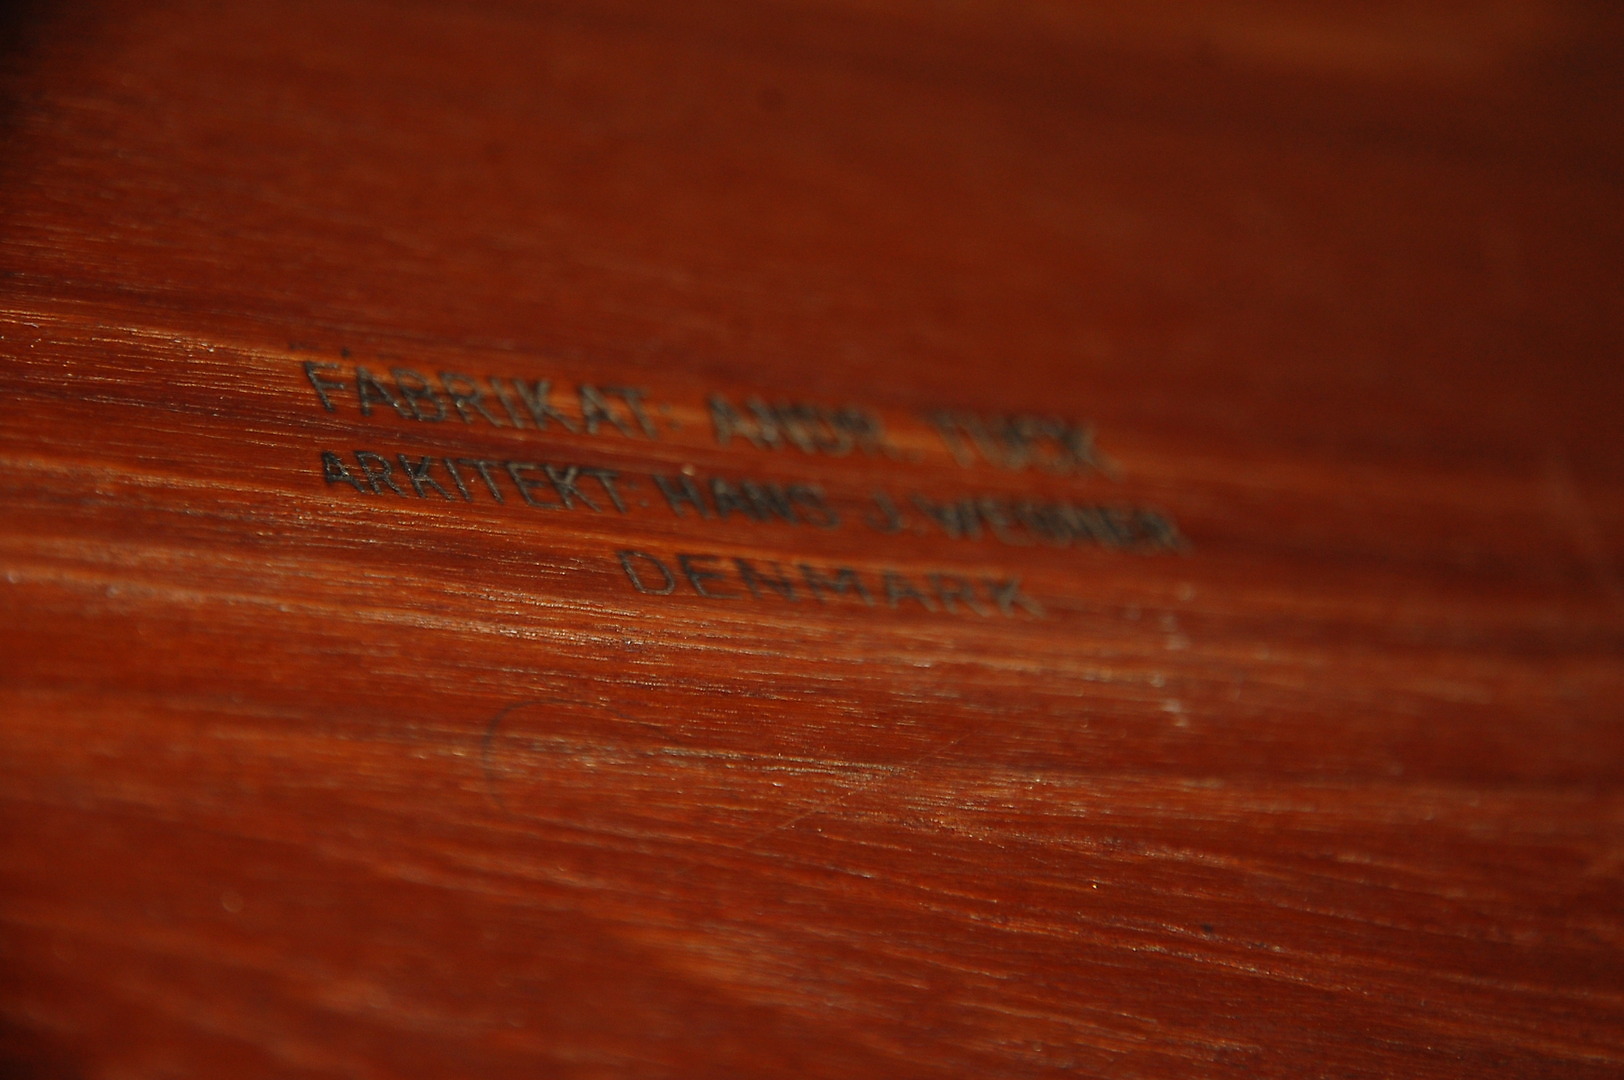 FABRIKAT: ANDR. TUCK
ARKITEKT: HANS J. WEGNER
DENMARK